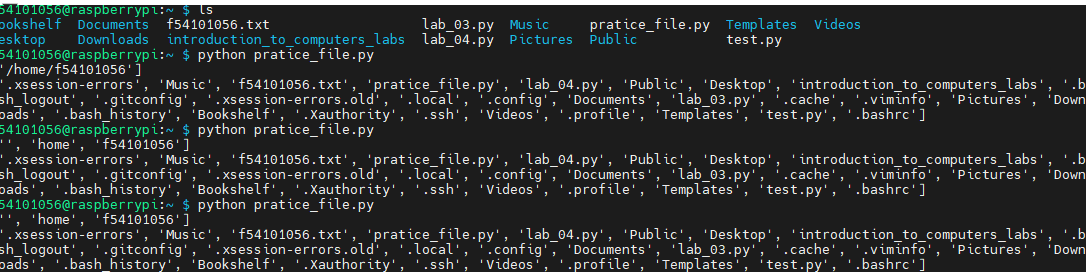 f54101056@raspberrypi:~ $ ls
ookshelf Documents f54101056.txt lab_03.py Music pratice_file.py Templates Videos
esktop Downloads introduction_to_computers_labs lab_04.py Pictures Public test.py
54101056@raspberrypi:~ $ python pratice_file.py
'/home/f54101056']
'.xsession-errors', 'Music', 'f54101056.txt', 'pratice_file.py', 'lab_04.py', 'Public', 'Desktop', 'introduction_to_computers_labs', '.b
sh_logout', '.gitconfig', '.xsession-errors.old', '.local', '.config', 'Documents', 'lab_03.py', '.cache', '.viminfo', 'Pictures', 'Down
oads', '.bash_history', 'Bookshelf', '.Xauthority', '.ssh', 'Videos', '.profile', 'Templates', 'test.py', '.bashrc']
54101056@raspberrypi:~ $ python pratice_file.py
'', 'home', 'f54101056']
'.xsession-errors', 'Music', 'f54101056.txt', 'pratice_file.py', 'lab_04.py', 'Public', 'Desktop', 'introduction_to_computers_labs', '.b
sh_logout', '.gitconfig', '.xsession-errors.old', '.local', '.config', 'Documents', 'lab_03.py', '.cache', '.viminfo', 'Pictures', 'Down
oads', '.bash_history', 'Bookshelf', '.Xauthority', '.ssh', 'Videos', '.profile', 'Templates', 'test.py', '.bashrc']
54101056@raspberrypi:~ $ python pratice_file.py
'', 'home', 'f54101056']
'.xsession-errors', 'Music', 'f54101056.txt', 'pratice_file.py', 'lab_04.py', 'Public', 'Desktop', 'introduction_to_computers_labs', '.b
sh_logout', '.gitconfig', '.xsession-errors.old', '.local', '.config', 'Documents', 'lab_03.py', '.cache', '.viminfo', 'Pictures', 'Down
oads', '.bash_history', 'Bookshelf', '.Xauthority', '.ssh', 'Videos', '.profile', 'Templates', 'test.py', '.bashrc']